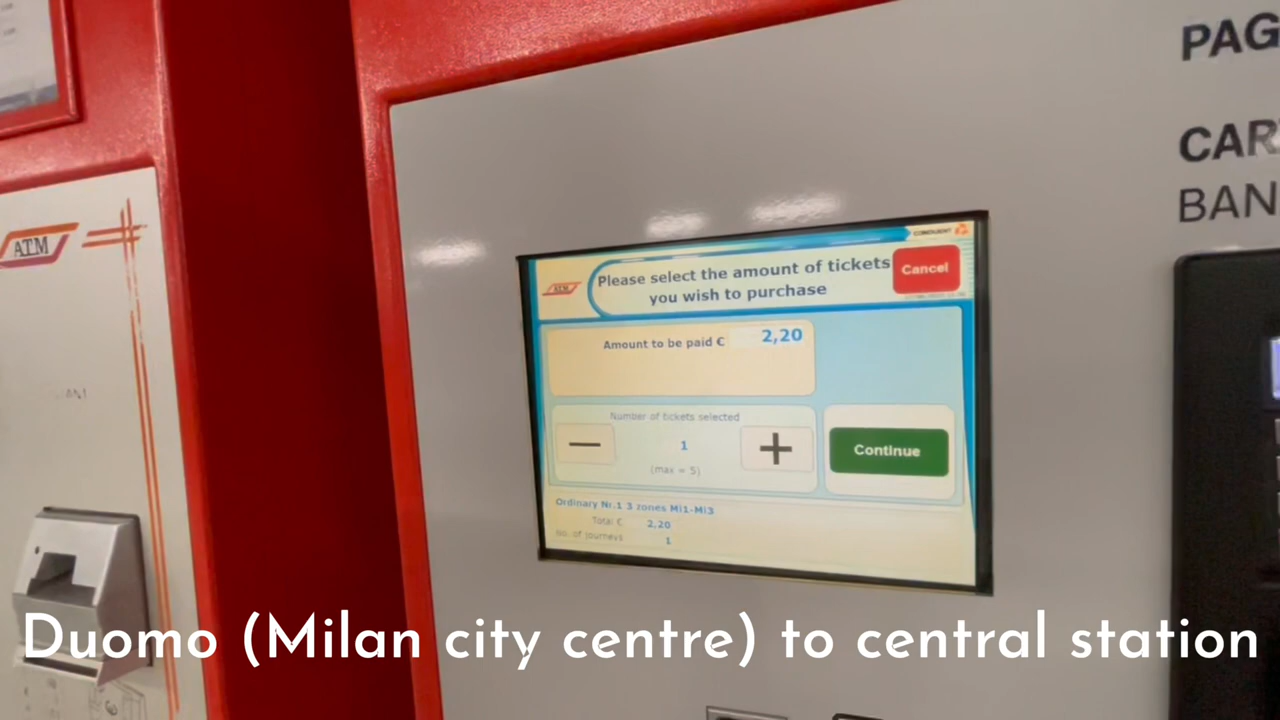 PAG
CAR
BAN
ATM
CONDUENT
ATM
Please select the amount of tickets
you wish to purchase
Cancel
Amount to be paid € 2,20
Number of tickets selected
1
(max = 5)
Continue
Ordinary Nr.1 3 zones Mi1-Mi3
Total € 2,20
No. of journeys 1
Duomo (Milan city centre) to central station